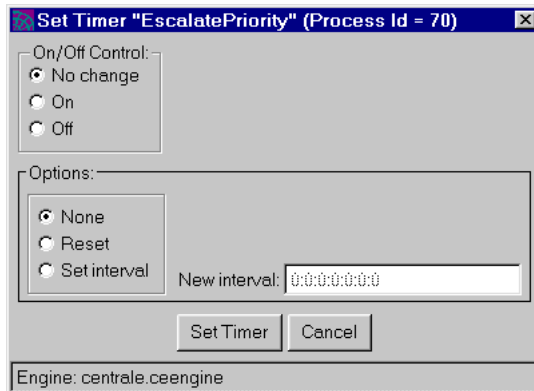 Set Timer "EscalatePriority" (Process Id = 70)
On/Off Control:
No change
On
Off
Options:
None
Reset
Set interval
New interval: 0:0:0:0:0:0:0
Set Timer Cancel
Engine: centrale.ceengine